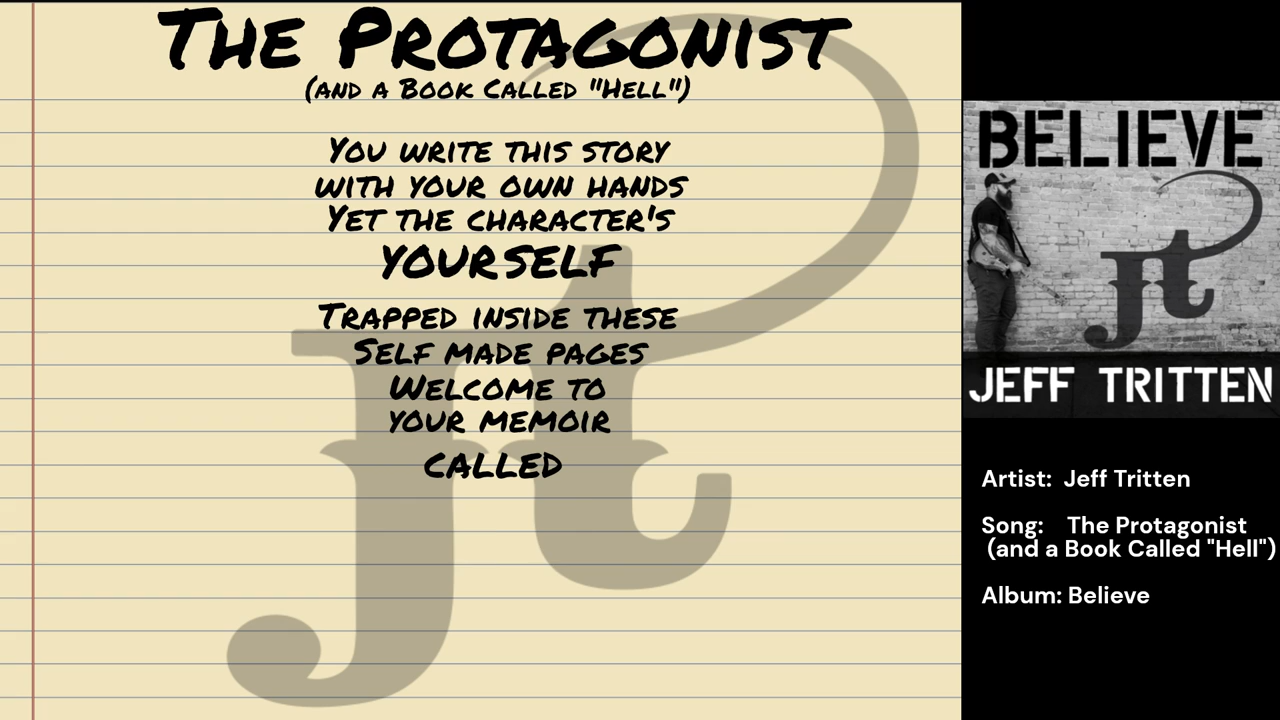 The Protagonist
(and a Book Called "Hell")
You write this story
with your own hands
Yet the character's
YOURSELF
Trapped inside these
Self made pages
Welcome to
your memoir
CALLED
BELIEVE
Jt
JEFF TRITTEN
Artist: Jeff Tritten
Song: The Protagonist
(and a Book Called "Hell")
Album: Believe